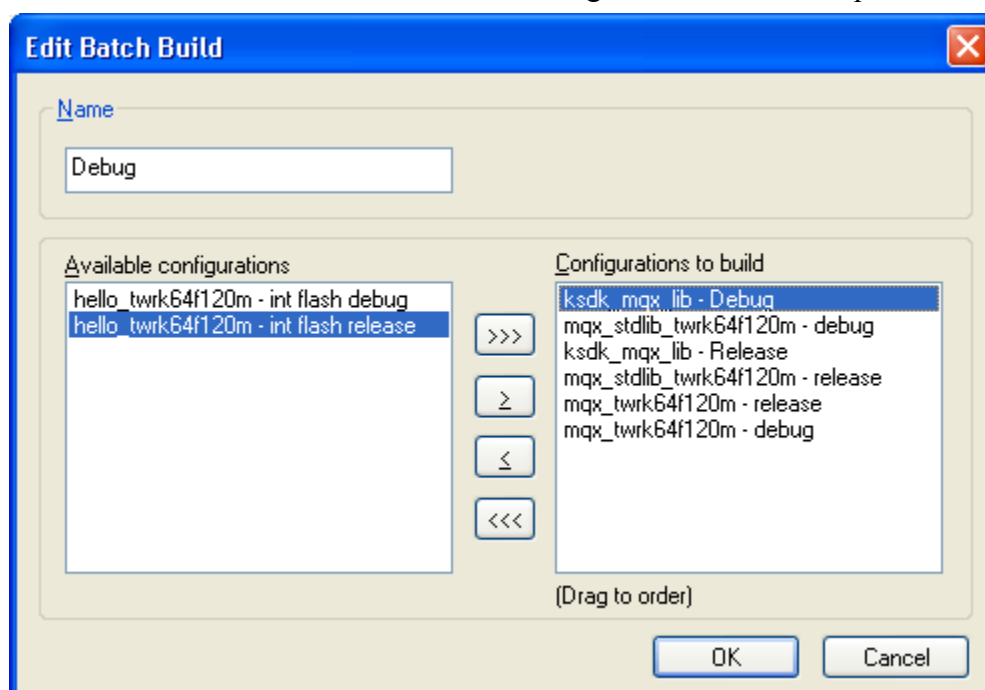 Edit Batch Build
Name
Debug
Available configurations
hello_twrk64f120m - int flash debug
hello_twrk64f120m - int flash release
>>>
>
<
<<<
Configurations to build
ksdk_mqx_lib - Debug
mqx_stdlib_twrk64f120m - debug
ksdk_mqx_lib - Release
mqx_stdlib_twrk64f120m - release
mqx_twrk64f120m - release
mqx_twrk64f120m - debug
(Drag to order)
OK
Cancel